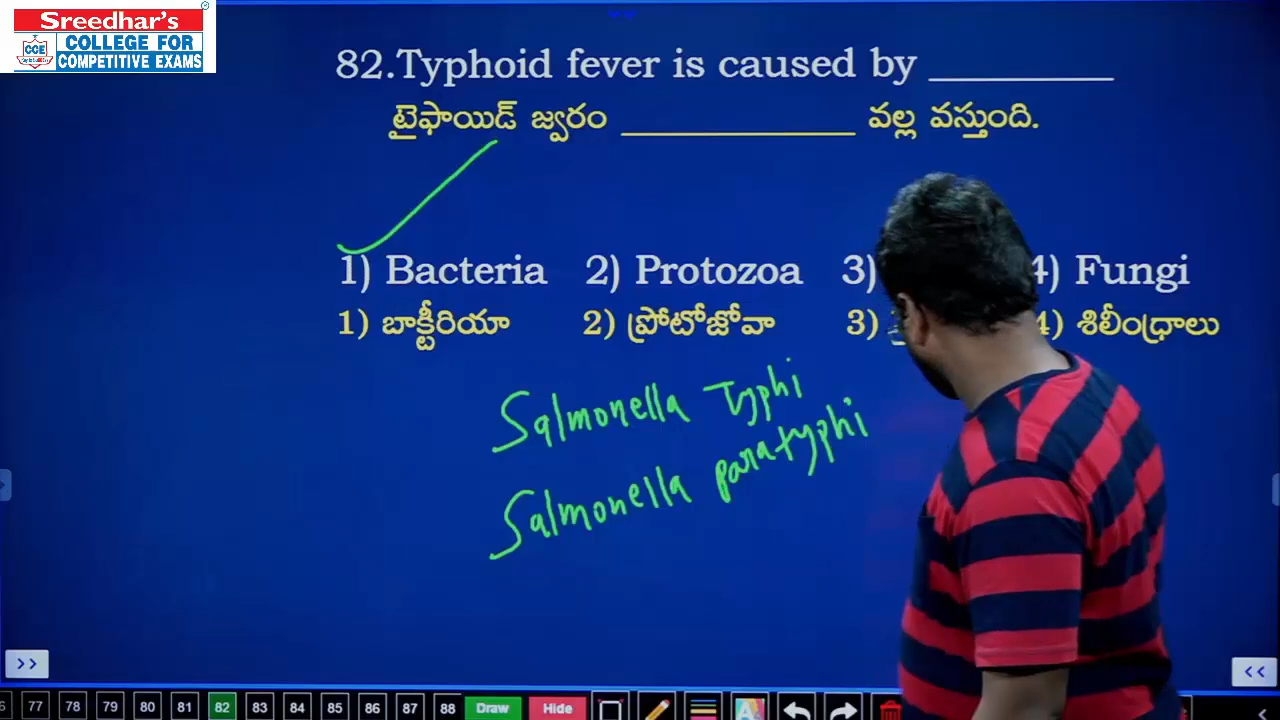 Sreedhar's
CCE
COLLEGE FOR
COMPETITIVE EXAMS
82.Typhoid fever is caused by ________
టైఫాయిడ్ జ్వరం __________ వల్ల వస్తుంది.
1) Bacteria 2) Protozoa 3) 4) Fungi
1) బాక్టీరియా 2) ప్రోటోజోవా 3) 4) శిలీంధ్రాలు
Salmonella Typhi
Salmonella paratyphi
>> <<
77 78 79 80 81 82 83 84 85 86 87 88 Draw Hide